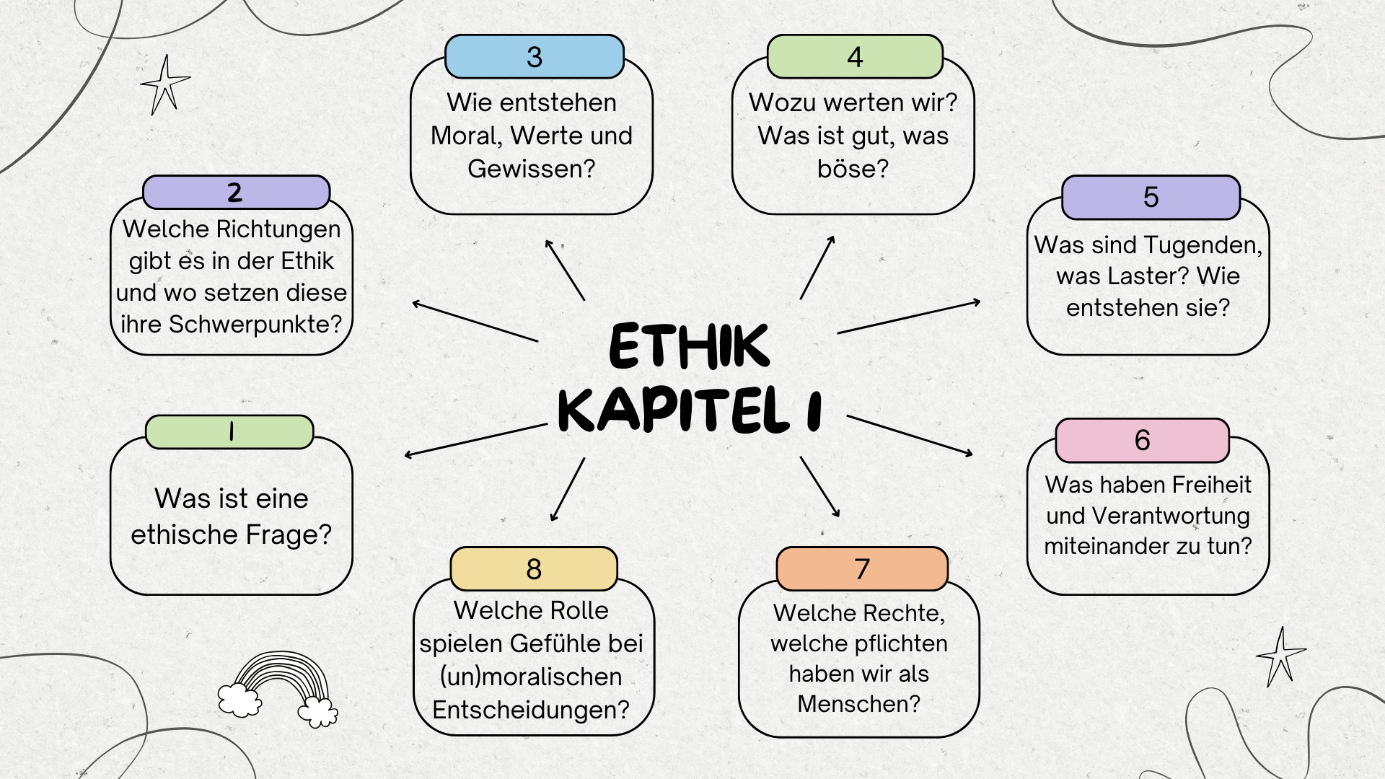 ETHIK
KAPITEL 1
1
Was ist eine
ethische Frage?
2
Welche Richtungen
gibt es in der Ethik
und wo setzen diese
ihre Schwerpunkte?
3
Wie entstehen
Moral, Werte und
Gewissen?
4
Wozu werten wir?
Was ist gut, was
böse?
5
Was sind Tugenden,
was Laster? Wie
entstehen sie?
6
Was haben Freiheit
und Verantwortung
miteinander zu tun?
7
Welche Rechte,
welche pflichten
haben wir als
Menschen?
8
Welche Rolle
spielen Gefühle bei
(un)moralischen
Entscheidungen?